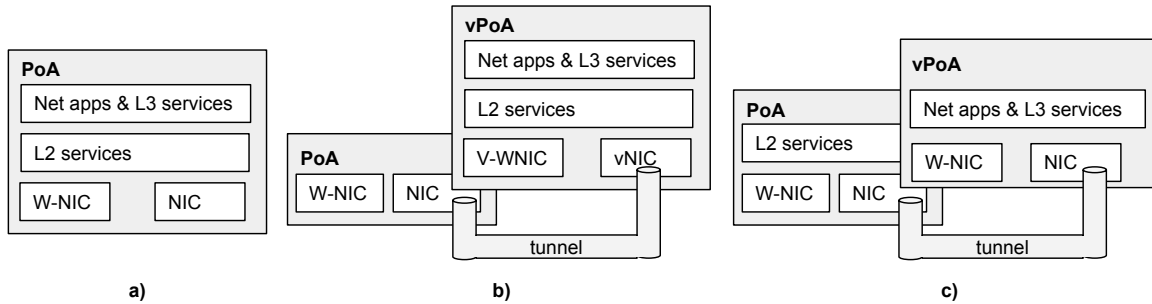 PoA
Net apps & L3 services
L2 services
W-NIC
NIC
a)
vPoA
Net apps & L3 services
L2 services
V-WNIC
vNIC
PoA
W-NIC
NIC
tunnel
b)
vPoA
Net apps & L3 services
W-NIC
NIC
PoA
L2 services
W-NIC
NIC
tunnel
c)